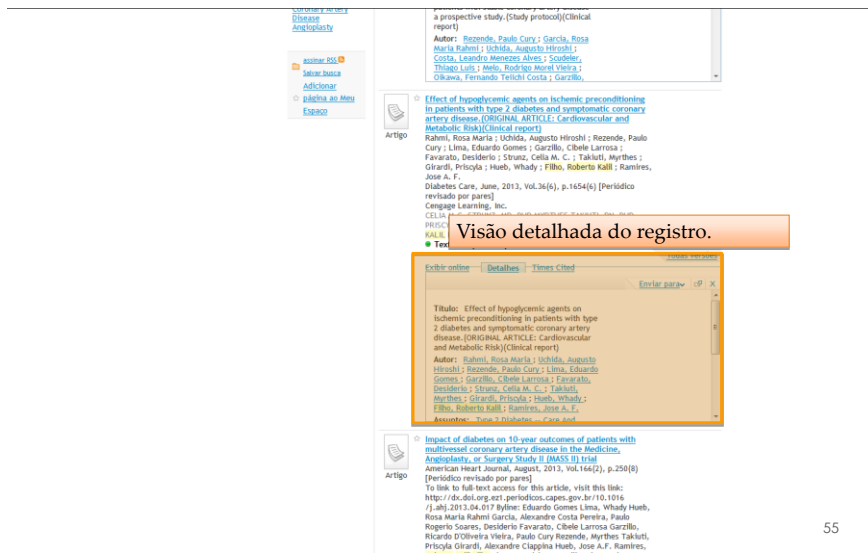 Coronary Artery
Disease
Angioplasty
assinar RSS
Salvar busca
Adicionar
página ao Meu
Espaço
a prospective study.(Study protocol)(Clinical
report)
Autor: Rezende, Paulo Cury ; Garcia, Rosa
Maria Rahmi ; Uchida, Augusto Hiroshi ;
Costa, Leandro Menezes Alves ; Scudeler,
Thiago Luis ; Melo, Rodrigo Morel Vieira ;
Oikawa, Fernando Teiichi Costa ; Garzillo,
Artigo
Effect of hypoglycemic agents on ischemic preconditioning
in patients with type 2 diabetes and symptomatic coronary
artery disease.(ORIGINAL ARTICLE: Cardiovascular and
Metabolic Risk)(Clinical report)
Rahmi, Rosa Maria ; Uchida, Augusto Hiroshi ; Rezende, Paulo
Cury ; Lima, Eduardo Gomes ; Garzillo, Cibele Larrosa ;
Favarato, Desiderio ; Strunz, Celia M. C. ; Takiuti, Myrthes ;
Girardi, Priscyla ; Hueb, Whady ; Filho, Roberto Kalil ; Ramires,
Jose A. F.
Diabetes Care, June, 2013, Vol.36(6), p.1654(6) [Periódico
revisado por pares]
Cengage Learning, Inc.
Visão detalhada do registro.
Todas versões
Exibir online Detalhes Times Cited
Enviar para
Título: Effect of hypoglycemic agents on
ischemic preconditioning in patients with type
2 diabetes and symptomatic coronary artery
disease.(ORIGINAL ARTICLE: Cardiovascular
and Metabolic Risk)(Clinical report)
Autor: Rahmi, Rosa Maria ; Uchida, Augusto
Hiroshi ; Rezende, Paulo Cury ; Lima, Eduardo
Gomes ; Garzillo, Cibele Larrosa ; Favarato,
Desiderio ; Strunz, Celia M. C. ; Takiuti,
Myrthes ; Girardi, Priscyla ; Hueb, Whady ;
Filho, Roberto Kalil ; Ramires, Jose A. F.
Assuntos: Type 2 Diabetes -- Care And
Artigo
Impact of diabetes on 10-year outcomes of patients with
multivessel coronary artery disease in the Medicine,
Angioplasty, or Surgery Study II (MASS II) trial
American Heart Journal, August, 2013, Vol.166(2), p.250(8)
[Periódico revisado por pares]
To link to full-text access for this article, visit this link:
http://dx.doi.org.ez1.periodicos.capes.gov.br/10.1016
/j.ahj.2013.04.017 Byline: Eduardo Gomes Lima, Whady Hueb,
Rosa Maria Rahmi Garcia, Alexandre Costa Pereira, Paulo
Rogerio Soares, Desiderio Favarato, Cibele Larrosa Garzillo,
Ricardo D'Oliveira Vieira, Paulo Cury Rezende, Myrthes Takiuti,
Priscyla Girardi, Alexandre Ciappina Hueb, Jose A.F. Ramires,
55